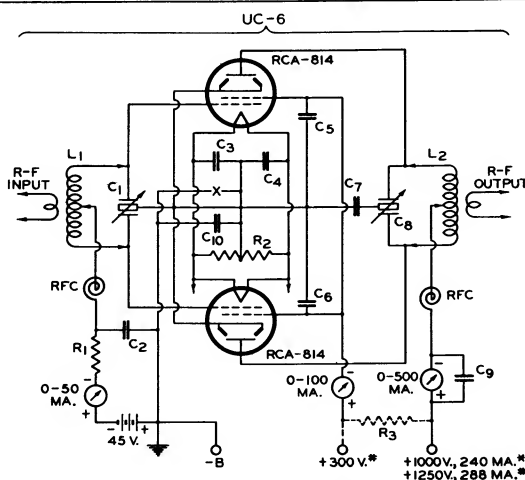 UC-6
RCA-814
L1
R-F
INPUT
C1
C3
C4
C5
C7
L2
R-F
OUTPUT
C8
X
C10
R2
RFC
C6
RFC
RCA-814
R1
C2
0-50
MA.
- +
45 V.
- +
-B
0-100
MA.
- +
+300 V.*
R3
0-500
MA.
- +
C9
+1000V., 240 MA.*
+1250V., 288 MA.*